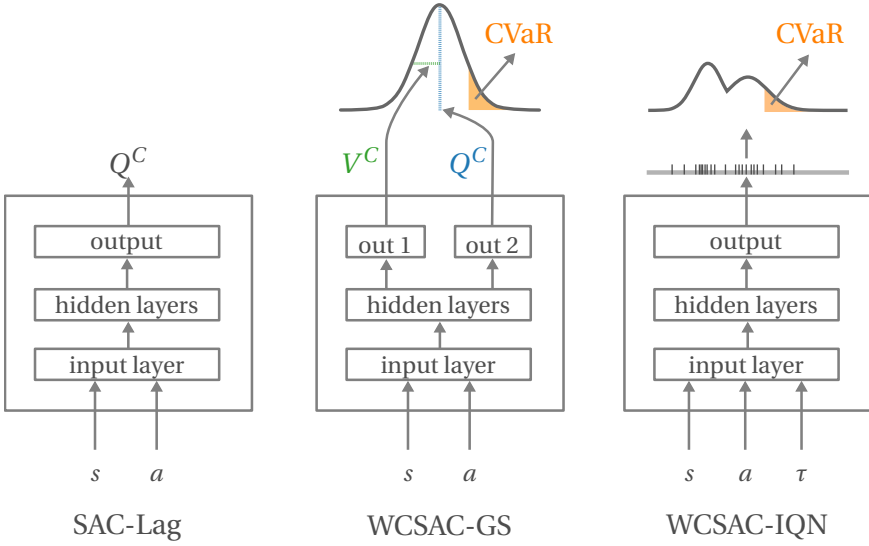 Q^C
output
hidden layers
input layer
s a
SAC-Lag
CVaR
V^C Q^C
out 1 out 2
hidden layers
input layer
s a
WCSAC-GS
CVaR
output
hidden layers
input layer
s a τ
WCSAC-IQN